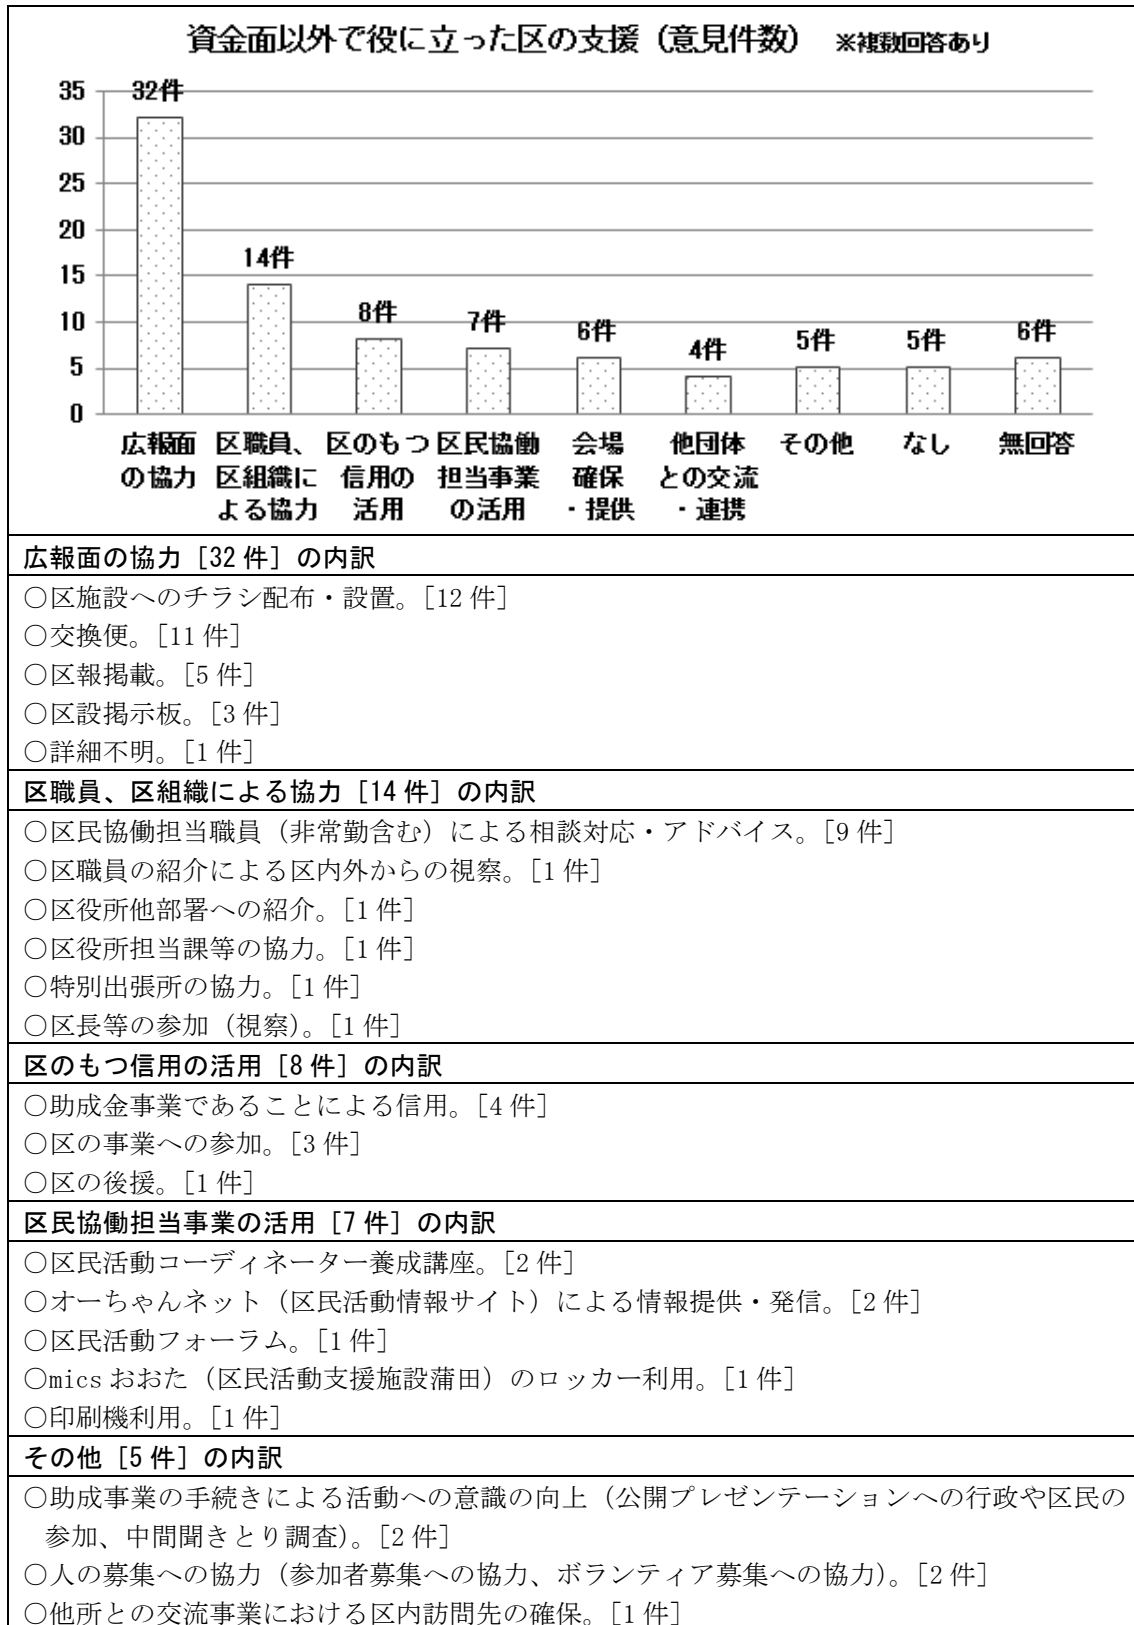 資金面以外で役に立った区の支援（意見件数） ※複数回答あり
35
30
25
20
15
10
5
0
32件
14件
8件
7件
6件
4件
5件
5件
6件
広報面
の協力
区職員、
区組織に
よる協力
区のもつ
信用の
活用
区民協働
担当事業
の活用
会場
確保
・提供
他団体
との交流
・連携
その他
なし
無回答
広報面の協力［32件］の内訳
○区施設へのチラシ配布・設置。［12件］
○交換便。［11件］
○区報掲載。［5件］
○区設掲示板。［3件］
○詳細不明。［1件］
区職員、区組織による協力［14件］の内訳
○区民協働担当職員（非常勤含む）による相談対応・アドバイス。［9件］
○区職員の紹介による区内外からの視察。［1件］
○区役所他部署への紹介。［1件］
○区役所担当課等の協力。［1件］
○特別出張所の協力。［1件］
○区長等の参加（視察）。［1件］
区のもつ信用の活用［8件］の内訳
○助成金事業であることによる信用。［4件］
○区の事業への参加。［3件］
○区の後援。［1件］
区民協働担当事業の活用［7件］の内訳
○区民活動コーディネーター養成講座。［2件］
○オーちゃんネット（区民活動情報サイト）による情報提供・発信。［2件］
○区民活動フォーラム。［1件］
○mics おおた（区民活動支援施設蒲田）のロッカー利用。［1件］
○印刷機利用。［1件］
その他［5件］の内訳
○助成事業の手続きによる活動への意識の向上（公開プレゼンテーションへの行政や区民の
参加、中間聞きとり調査）。［2件］
○人の募集への協力（参加者募集への協力、ボランティア募集への協力）。［2件］
○他所との交流事業における区内訪問先の確保。［1件］